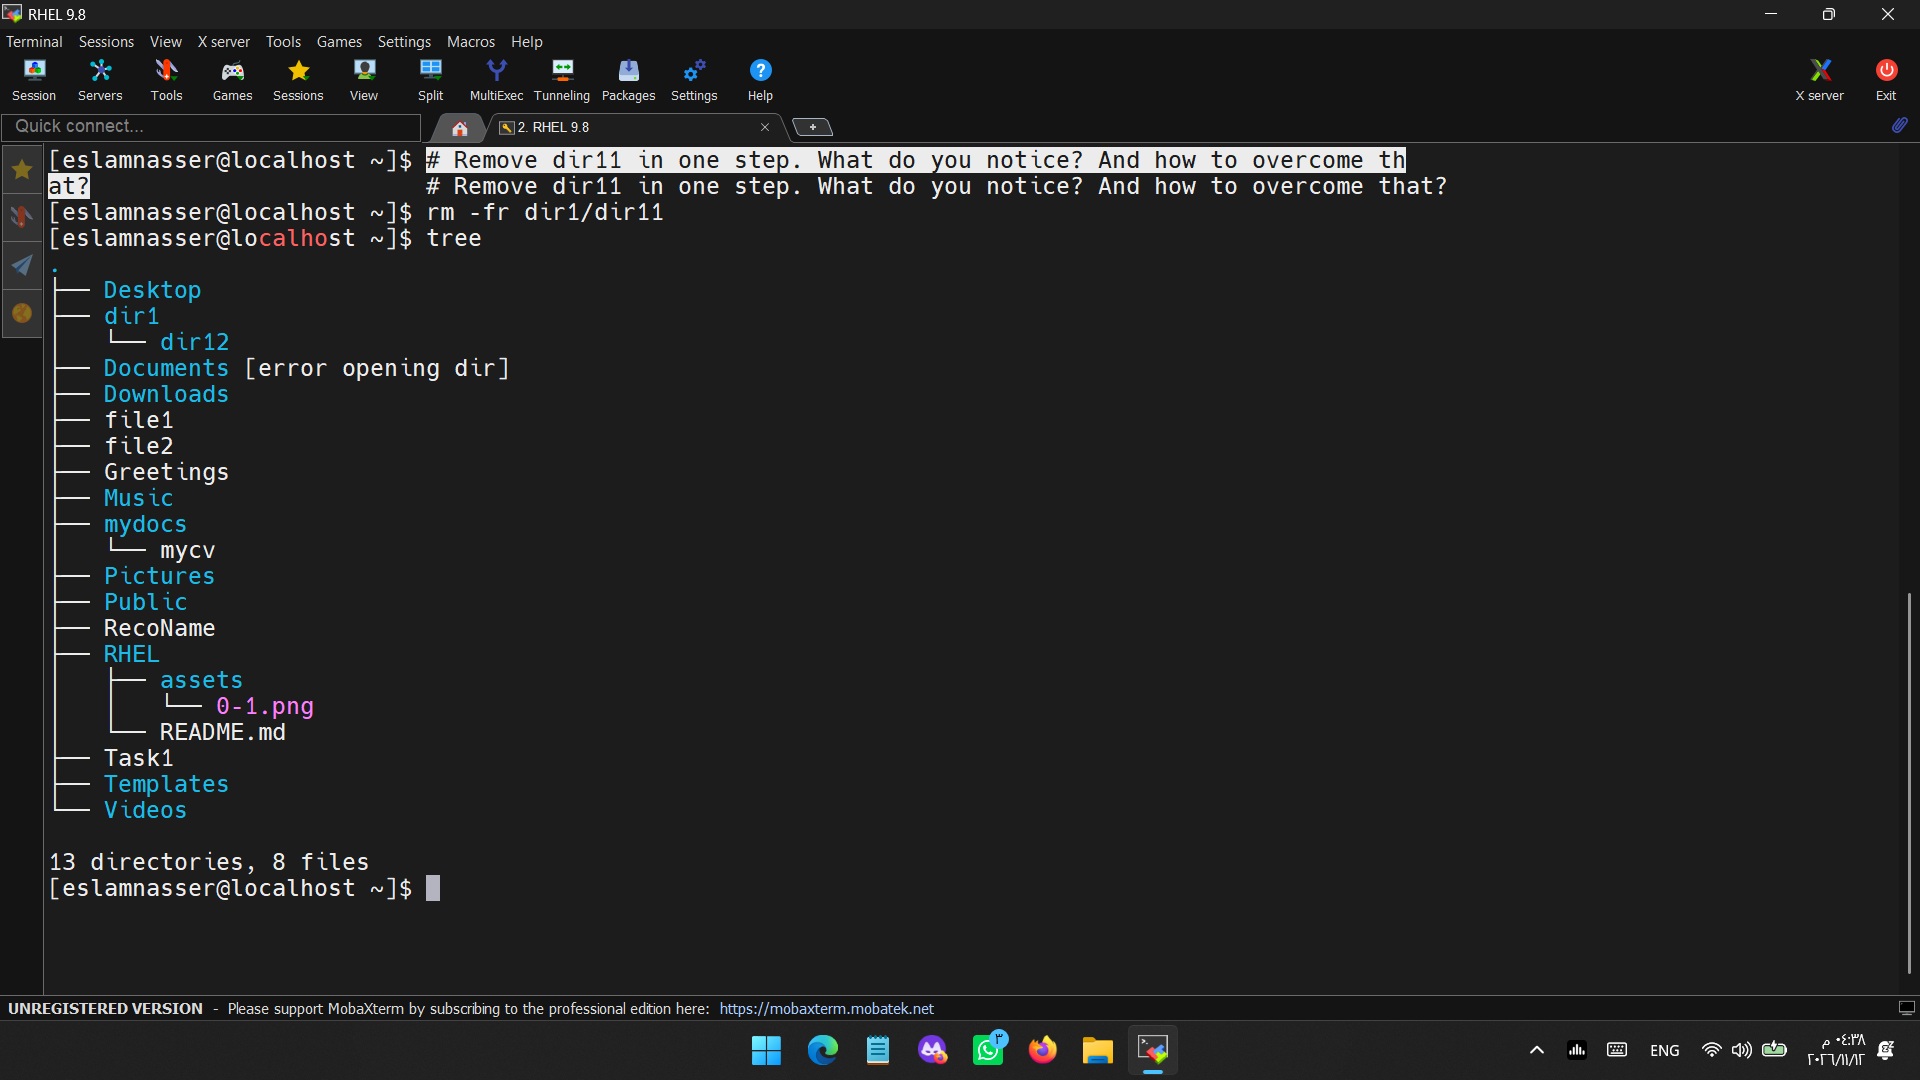 RHEL 9.8
Terminal Sessions View X server Tools Games Settings Macros Help
Session Servers Tools Games Sessions View Split MultiExec Tunneling Packages Settings Help X server Exit
Quick connect... 2. RHEL 9.8
[eslamnasser@localhost ~]$ # Remove dir11 in one step. What do you notice? And how to overcome th
at? # Remove dir11 in one step. What do you notice? And how to overcome that?
[eslamnasser@localhost ~]$ rm -fr dir1/dir11
[eslamnasser@localhost ~]$ tree
.
├── Desktop
├── dir1
│   └── dir12
├── Documents [error opening dir]
├── Downloads
├── file1
├── file2
├── Greetings
├── Music
├── mydocs
│   └── mycv
├── Pictures
├── Public
├── RecoName
├── RHEL
│   ├── assets
│   │   └── 0-1.png
│   └── README.md
├── Task1
├── Templates
└── Videos
13 directories, 8 files
[eslamnasser@localhost ~]$
UNREGISTERED VERSION - Please support MobaXterm by subscribing to the professional edition here: https://mobaxterm.mobatek.net
٣
ENG
٠٤:٣٨ م
٢٠٢٦/١١/١٢